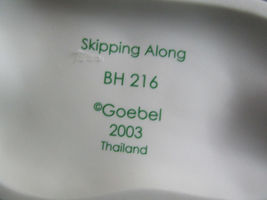 Skipping Along
BH 216
©Goebel
2003
Thailand